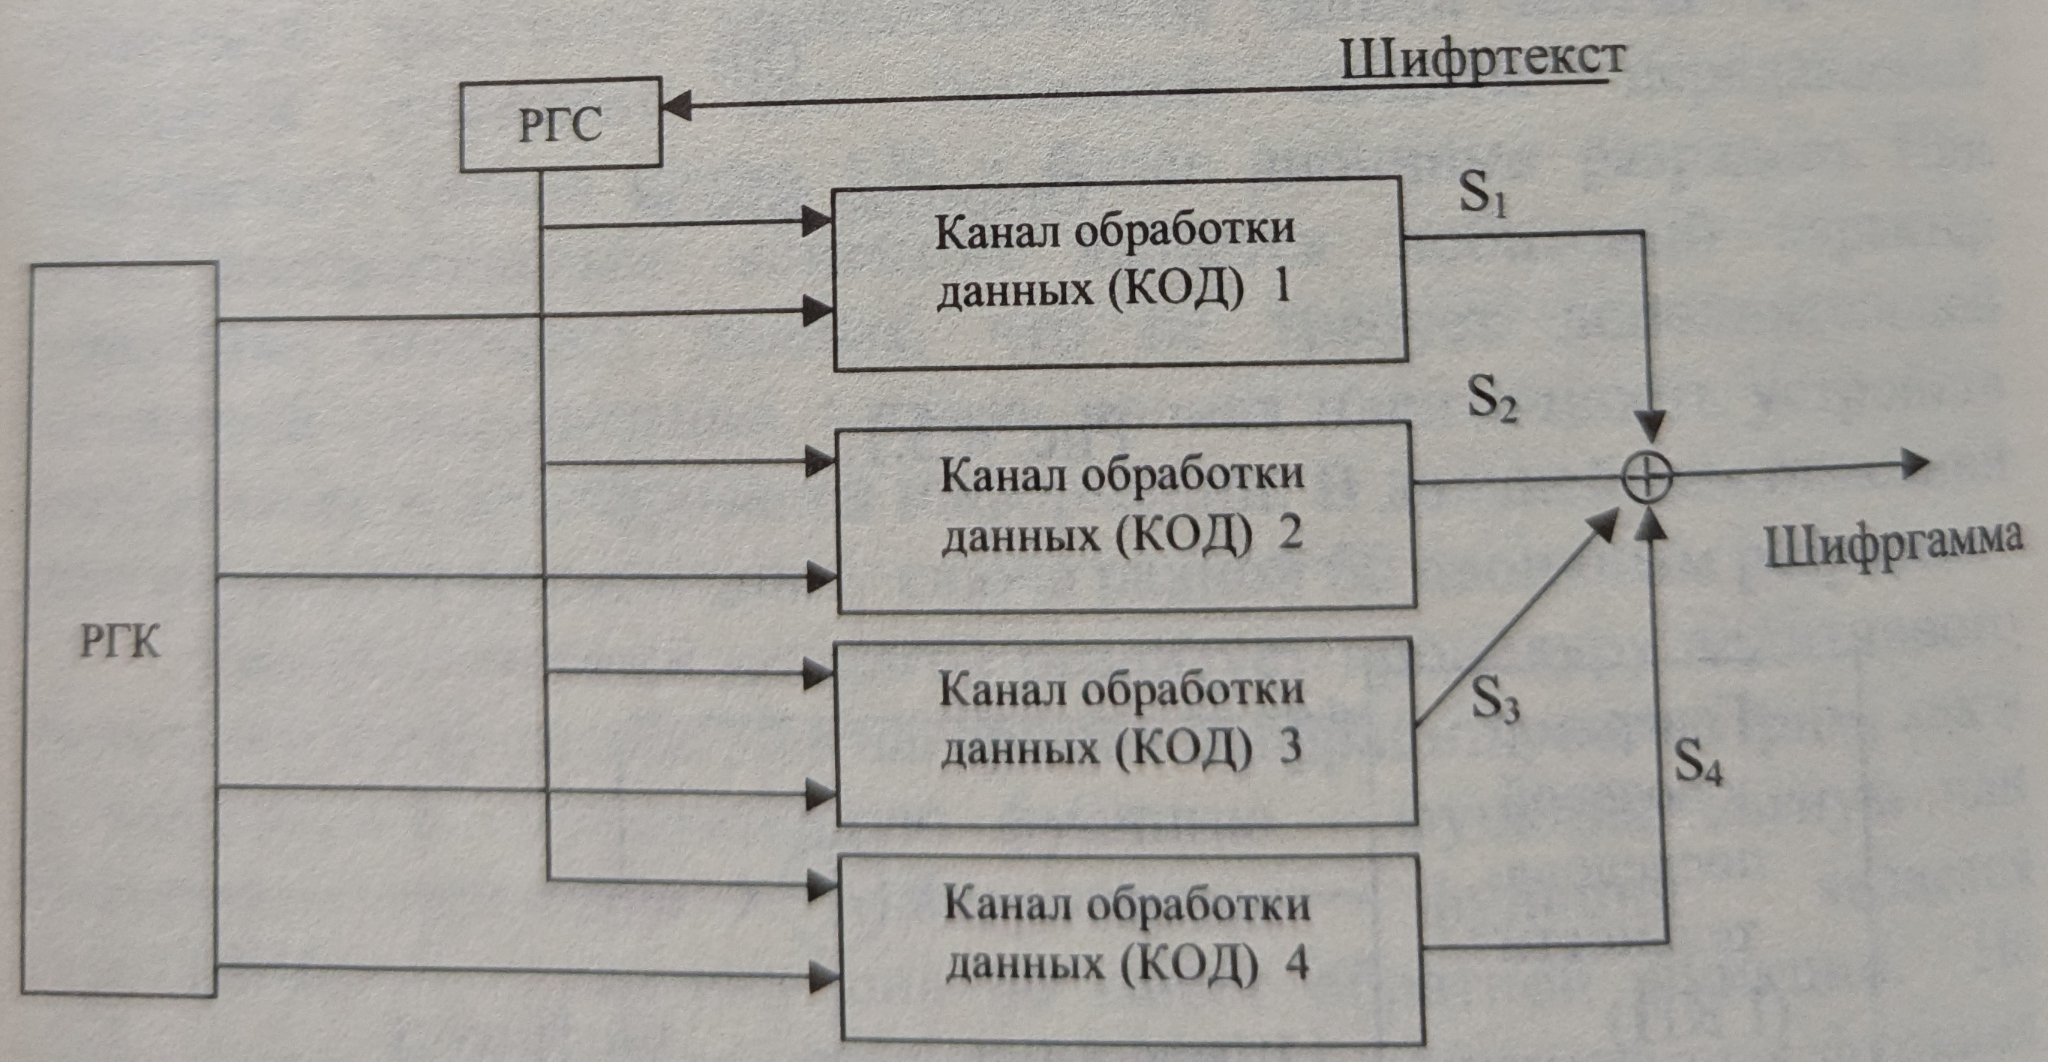 Шифртекст
РГС
S₁
Канал обработки
данных (КОД) 1
S₂
Канал обработки
данных (КОД) 2
Шифргамма
РГК
Канал обработки
данных (КОД) 3
S₃
S₄
Канал обработки
данных (КОД) 4